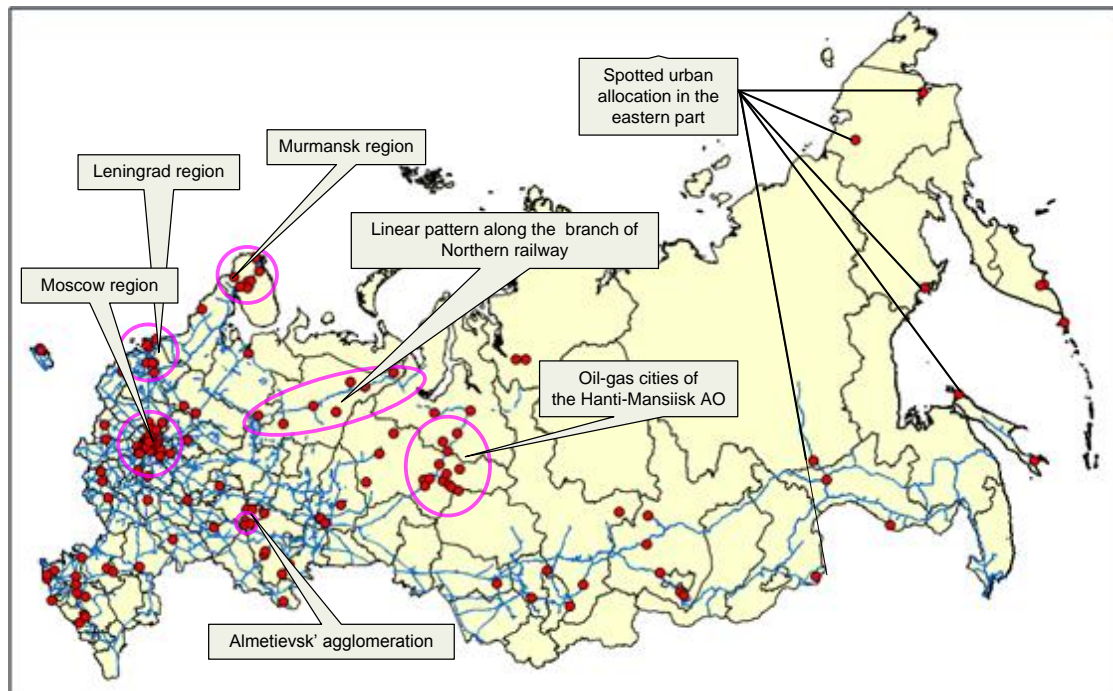 Spotted urban
allocation in the
eastern part
Murmansk region
Leningrad region
Linear pattern along the branch of
Northern railway
Moscow region
Oil-gas cities of
the Hanti-Mansiisk AO
Almetievsk’ agglomeration